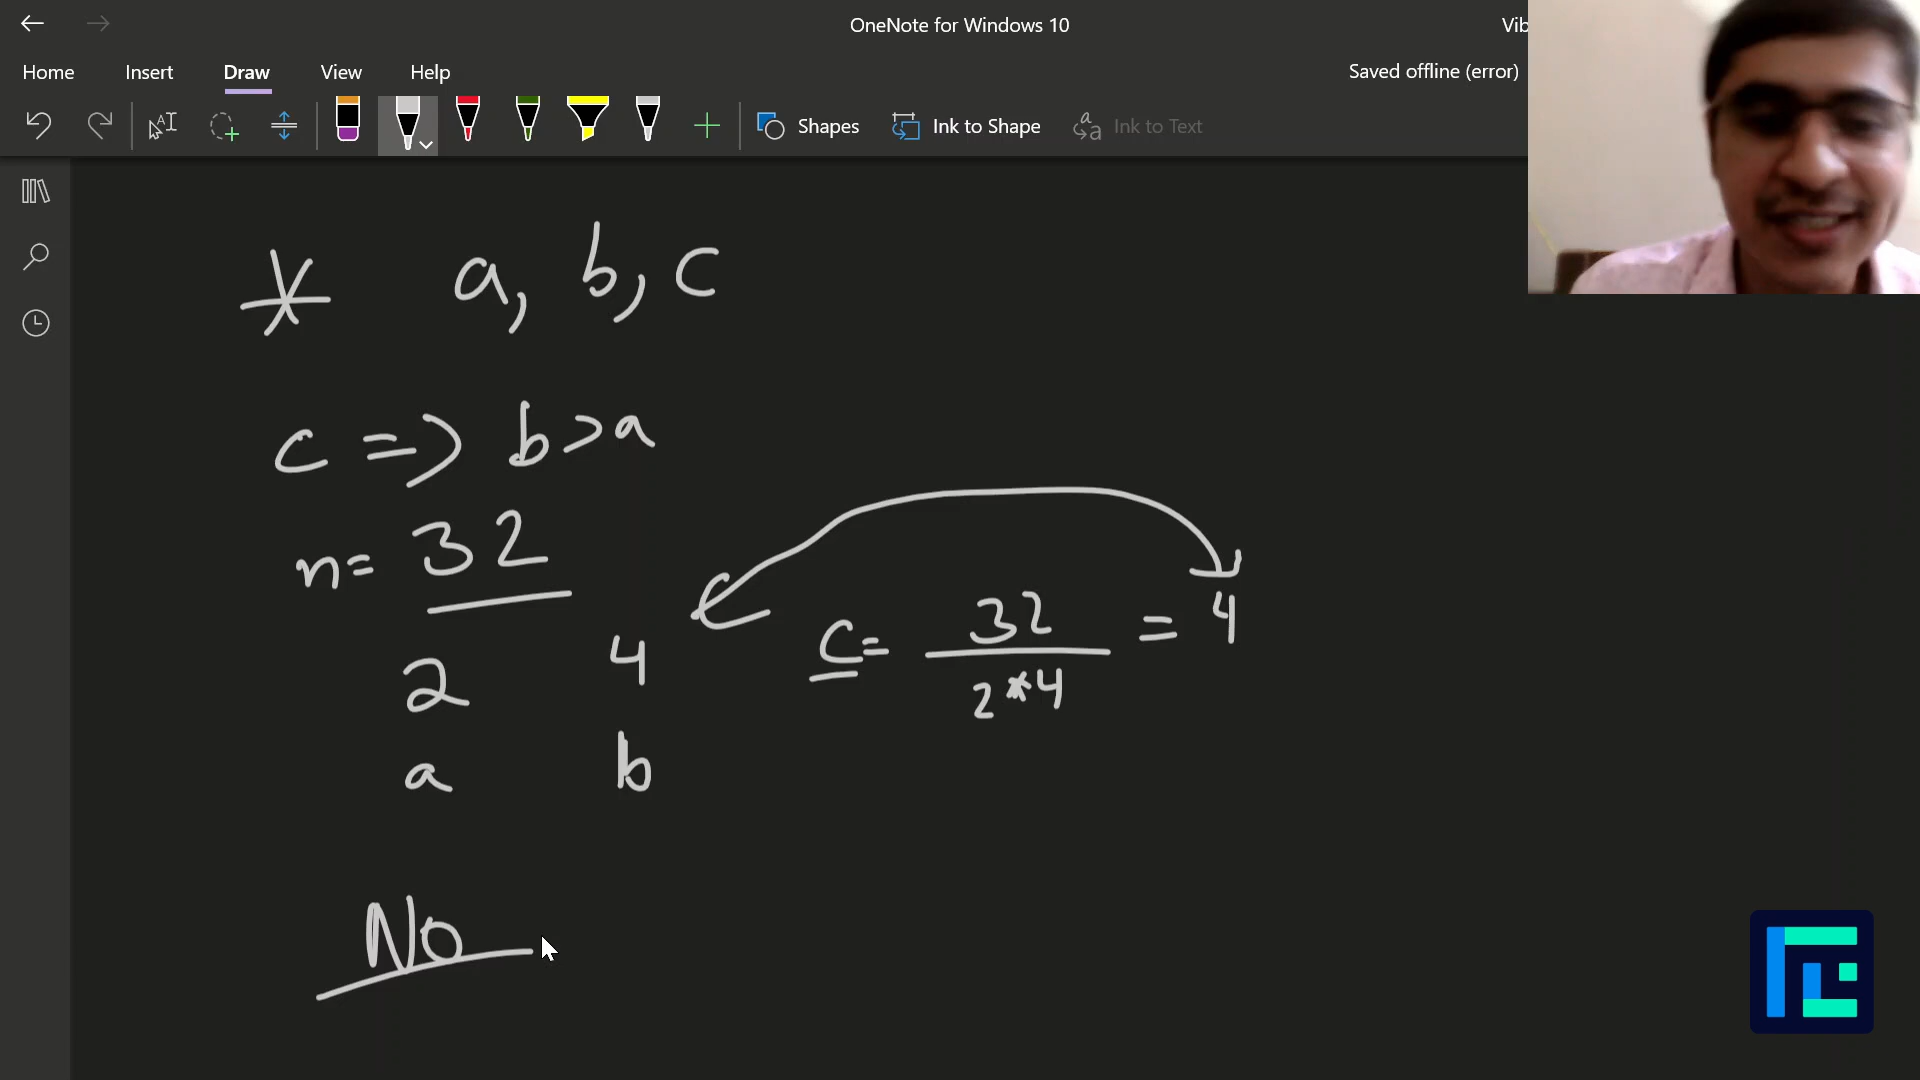 OneNote for Windows 10
Vib
Home Insert Draw View Help
Saved offline (error)
Shapes Ink to Shape Ink to Text
* a, b, c
c => b>a
n= 32
2 4 c= 32 / 2*4 = 4
a b
No